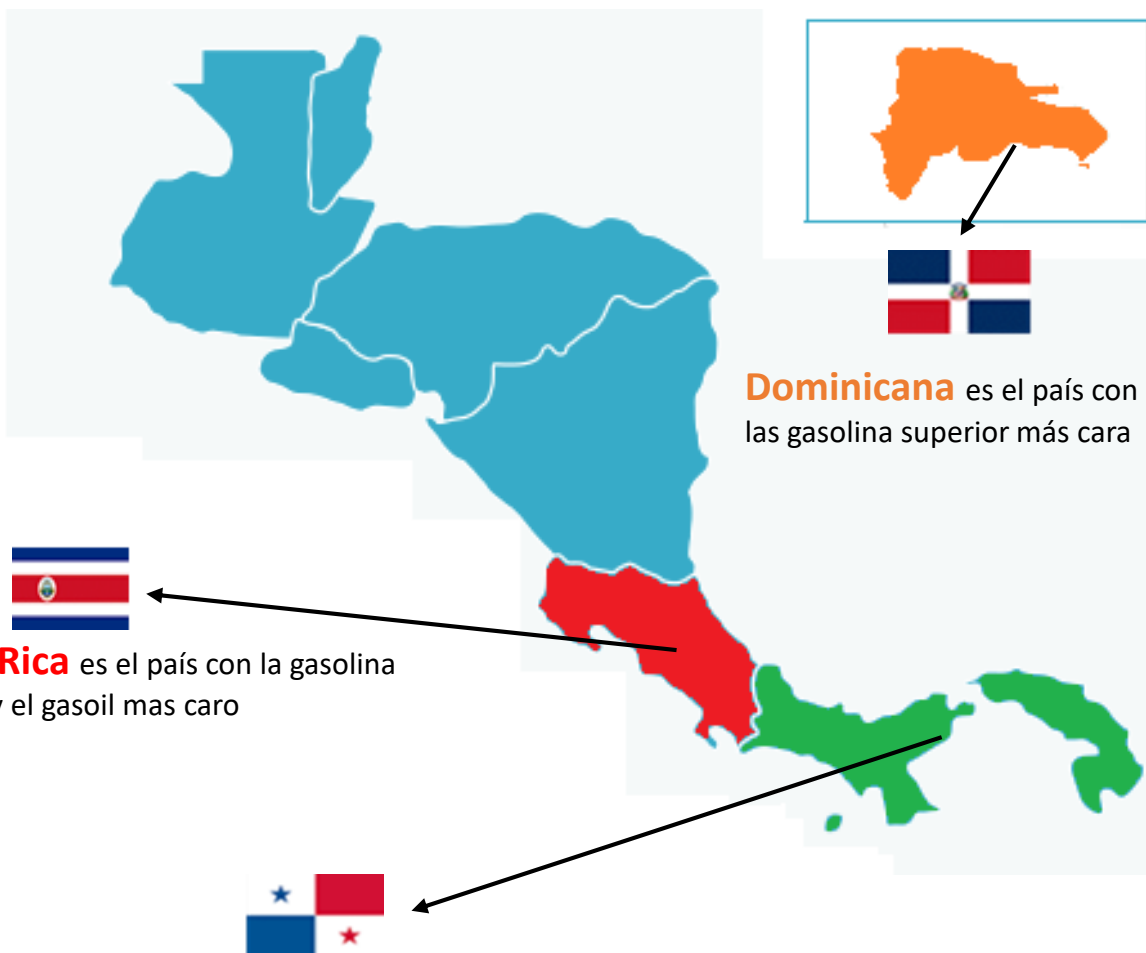 Dominicana es el país con
las gasolina superior más cara
Rica es el país con la gasolina
y el gasoil mas caro